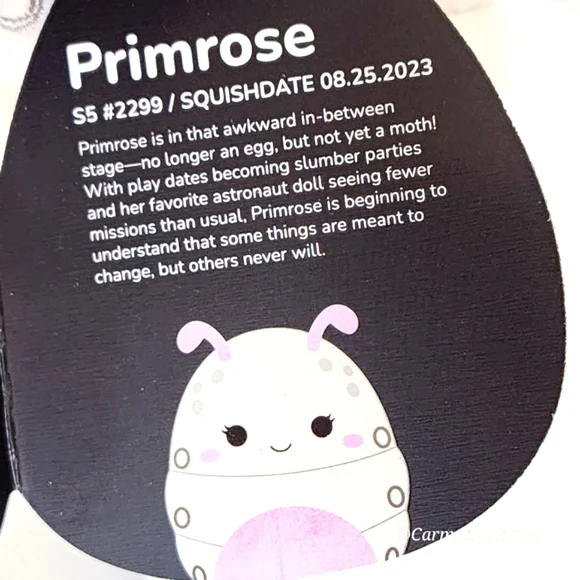 Primrose
S5 #2299 / SQUISHDATE 08.25.2023
Primrose is in that awkward in-between
stage—no longer an egg, but not yet a moth!
With play dates becoming slumber parties
and her favorite astronaut doll seeing fewer
missions than usual, Primrose is beginning to
understand that some things are meant to
change, but others never will.